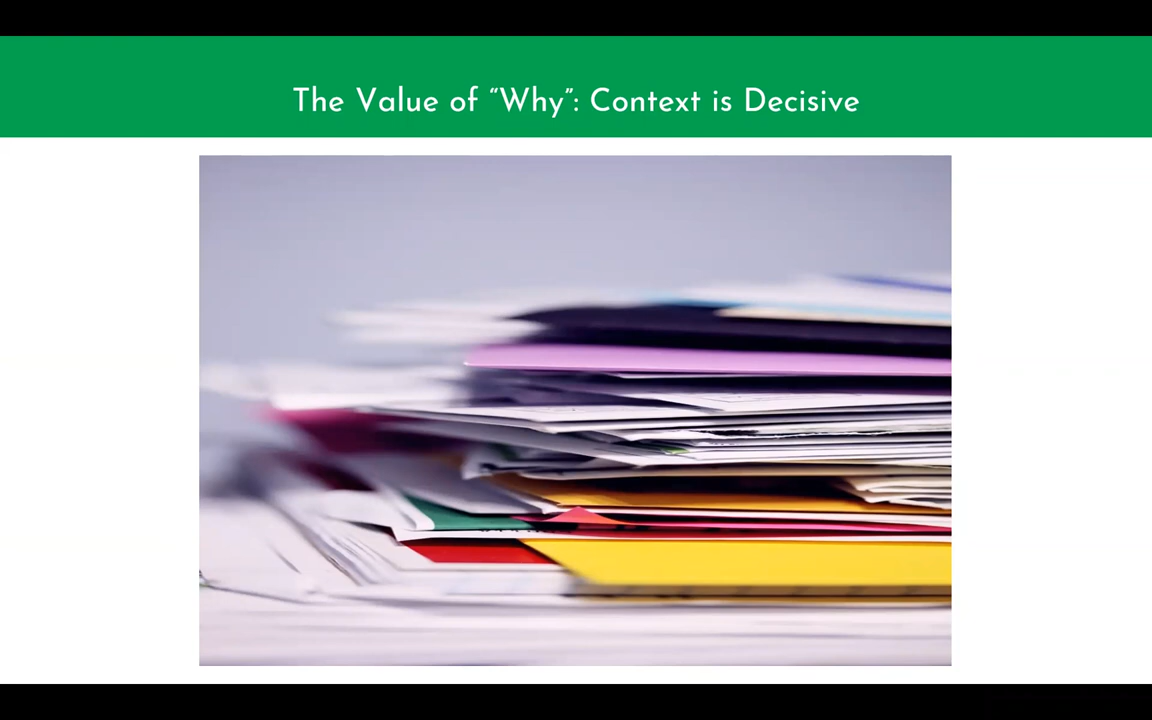 The Value of “Why”: Context is Decisive